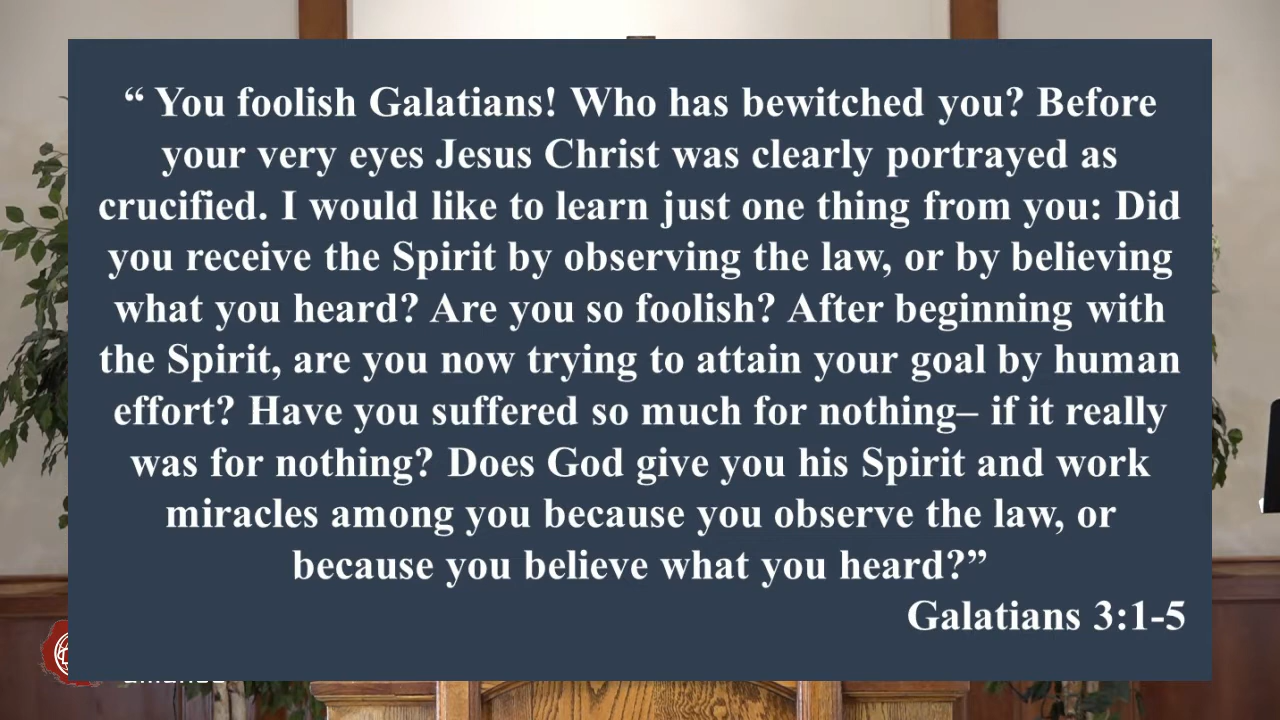 “ You foolish Galatians! Who has bewitched you? Before
your very eyes Jesus Christ was clearly portrayed as
crucified. I would like to learn just one thing from you: Did
you receive the Spirit by observing the law, or by believing
what you heard? Are you so foolish? After beginning with
the Spirit, are you now trying to attain your goal by human
effort? Have you suffered so much for nothing– if it really
was for nothing? Does God give you his Spirit and work
miracles among you because you observe the law, or
because you believe what you heard?”
Galatians 3:1-5